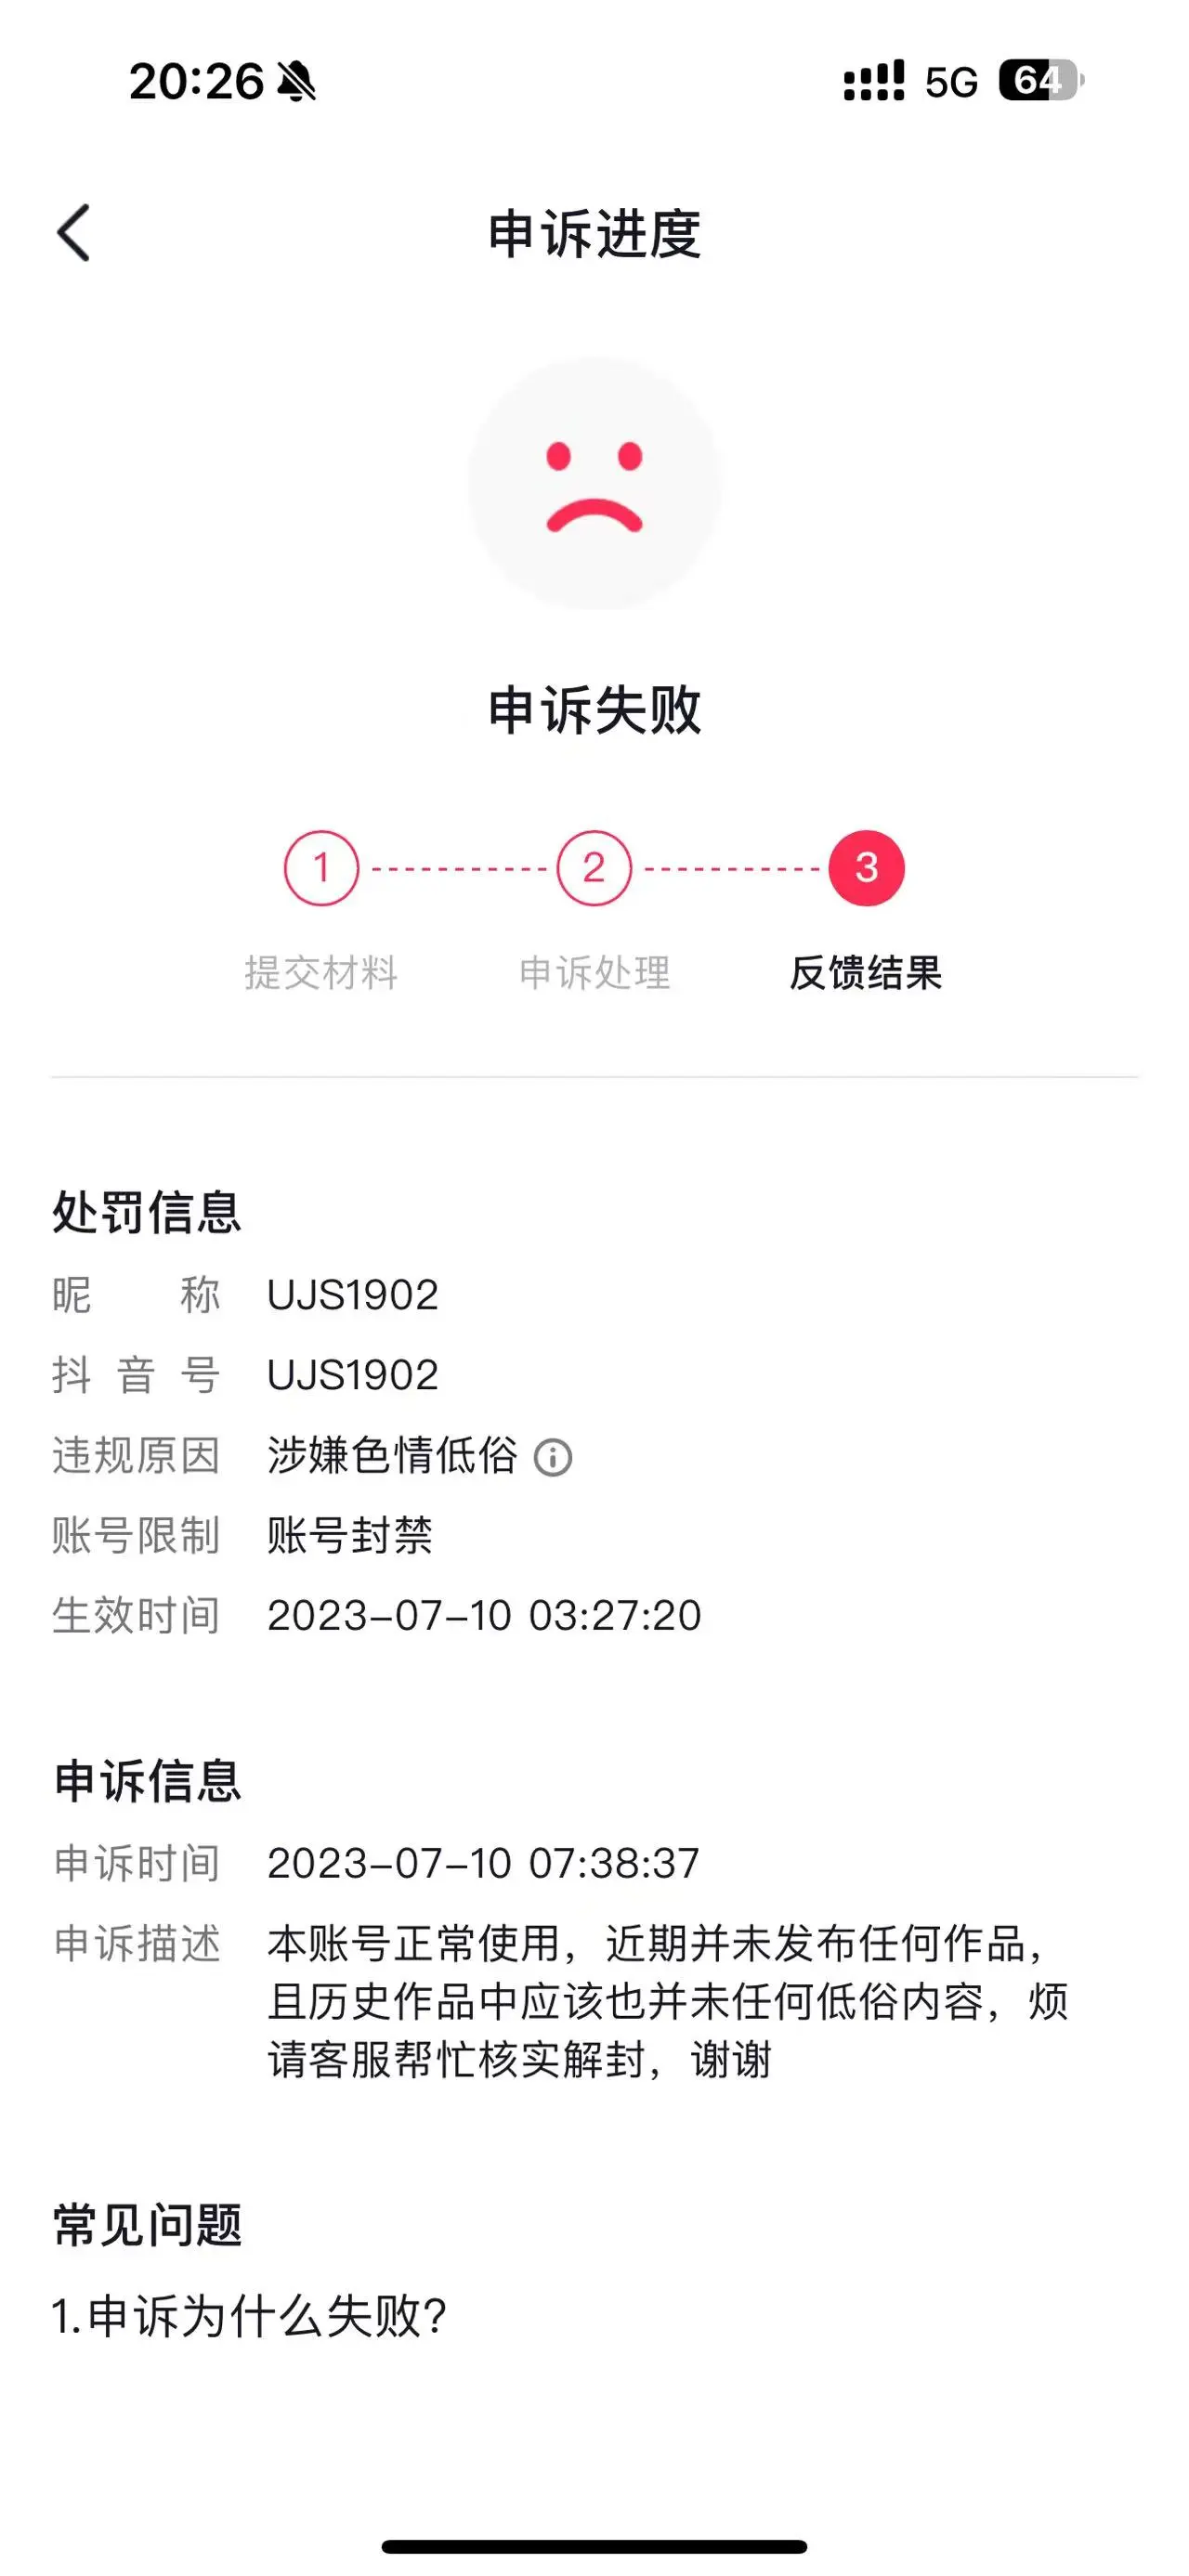 20:26 5G 64
申诉进度
申诉失败
1 2 3
提交材料 申诉处理 反馈结果
处罚信息
昵称 UJS1902
抖音号 UJS1902
违规原因 涉嫌色情低俗
账号限制 账号封禁
生效时间 2023-07-10 03:27:20
申诉信息
申诉时间 2023-07-10 07:38:37
申诉描述 本账号正常使用，近期并未发布任何作品，
且历史作品中应该也并未任何低俗内容，烦
请客服帮忙核实解封，谢谢
常见问题
1.申诉为什么失败?